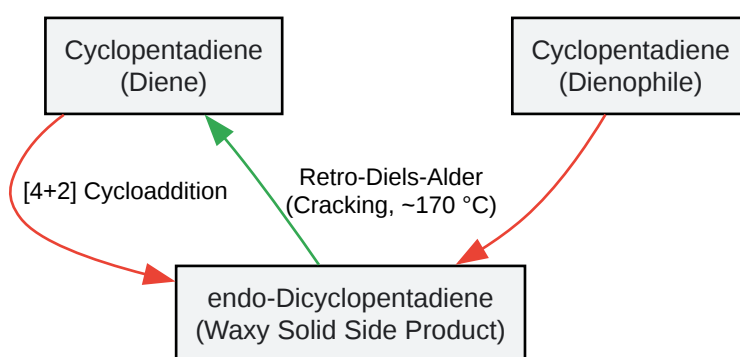 Cyclopentadiene
(Diene)
Cyclopentadiene
(Dienophile)
[4+2] Cycloaddition
Retro-Diels-Alder
(Cracking, ~170 °C)
endo-Dicyclopentadiene
(Waxy Solid Side Product)